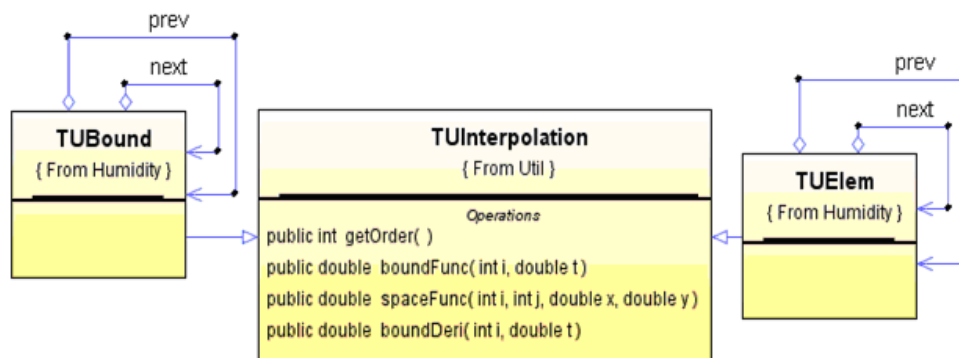 prev
next
TUBound
{ From Humidity }
TUInterpolation
{ From Util }
Operations
public int getOrder( )
public double boundFunc( int i, double t )
public double spaceFunc( int i, int j, double x, double y )
public double boundDeri( int i, double t )
prev
next
TUElem
{ From Humidity }